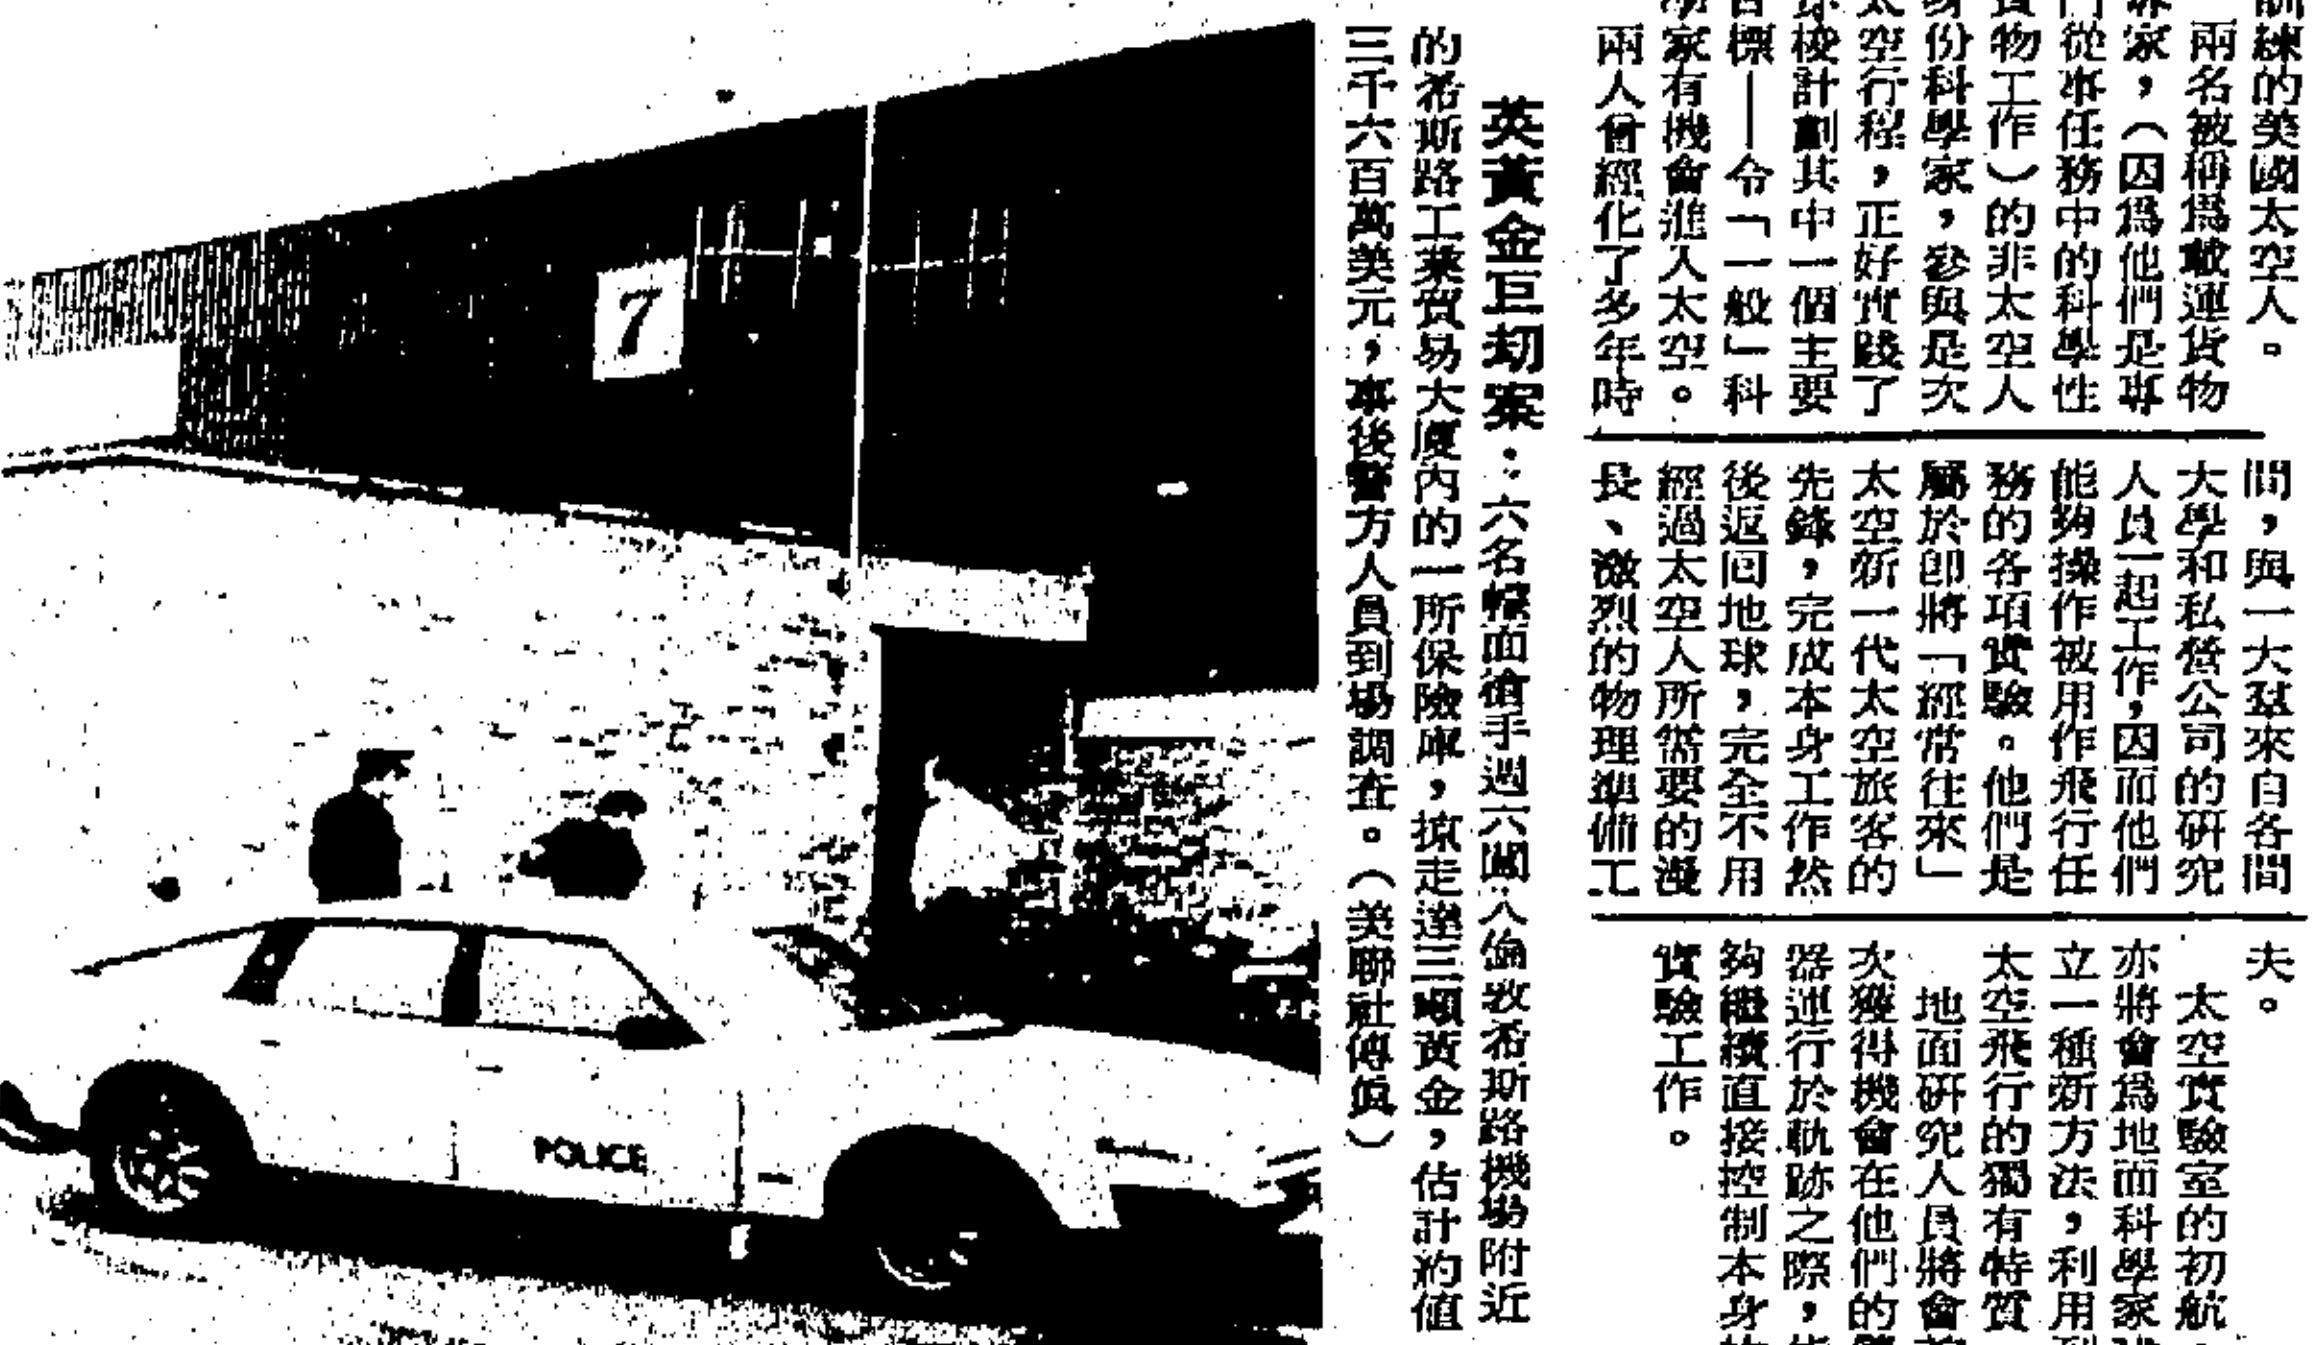 訓練的美國太空人。
兩名被稱爲載運貨物
家,(因爲他們是專
門從事任務中的科學性
貨物工作)的非太空人
身份科學家,參與是次
太空行程,正好實踐了
梭計劃其中一個主要
標——令「一般」科
家有機會進入太空。
兩人會經化了多年時
間,與一大羣來自各間
大學和私營公司的研究
人員一起工作,因而他們
能夠操作被用作飛行任
務的各項實驗。他們是
屬於即將「經常往來」
太空新一代太空旅客的
先鋒,完成本身工作然
後返回地球,完全不用
經過太空人所需要的漫
長、激烈的物理準備工
夫。
太空實驗室的初航
亦將會爲地面科學家
立一種新方法,利用
太空飛行的獨有特質
地面研究人員將會
次獲得機會在他們的
器運行於軌跡之際,
夠繼續直接控制本身
實驗工作。
英黃金巨刧案:六名幪面槍手週六闖入倫敦希斯路機場附近
的希斯路工業貿易大廈內的一所保險庫,掠走達三噸黃金,估計約值
三千六百萬美元,事後警方人員到場調查。(美聯社傳眞)
7
POLICE